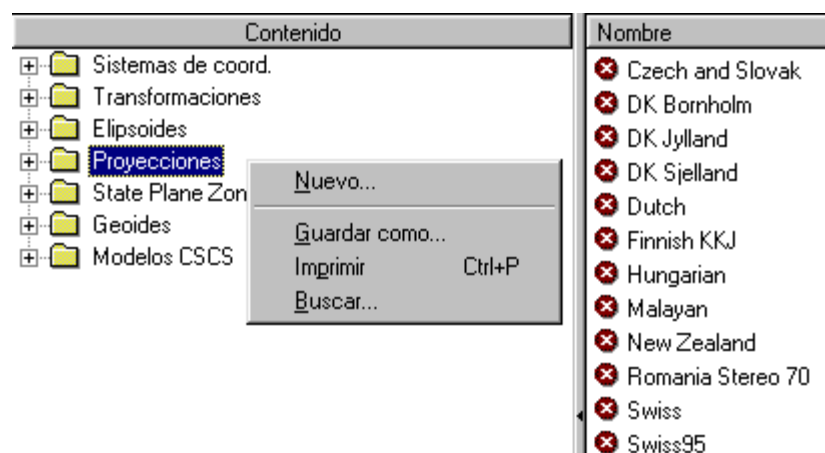 Contenido
Sistemas de coord.
Transformaciones
Elipsoides
Proyecciones
State Plane Zon
Geoides
Modelos CSCS
Nuevo...
Guardar como...
Imprimir Ctrl+P
Buscar...
Nombre
Czech and Slovak
DK Bornholm
DK Jylland
DK Sjelland
Dutch
Finnish KKJ
Hungarian
Malayan
New Zealand
Romania Stereo 70
Swiss
Swiss95